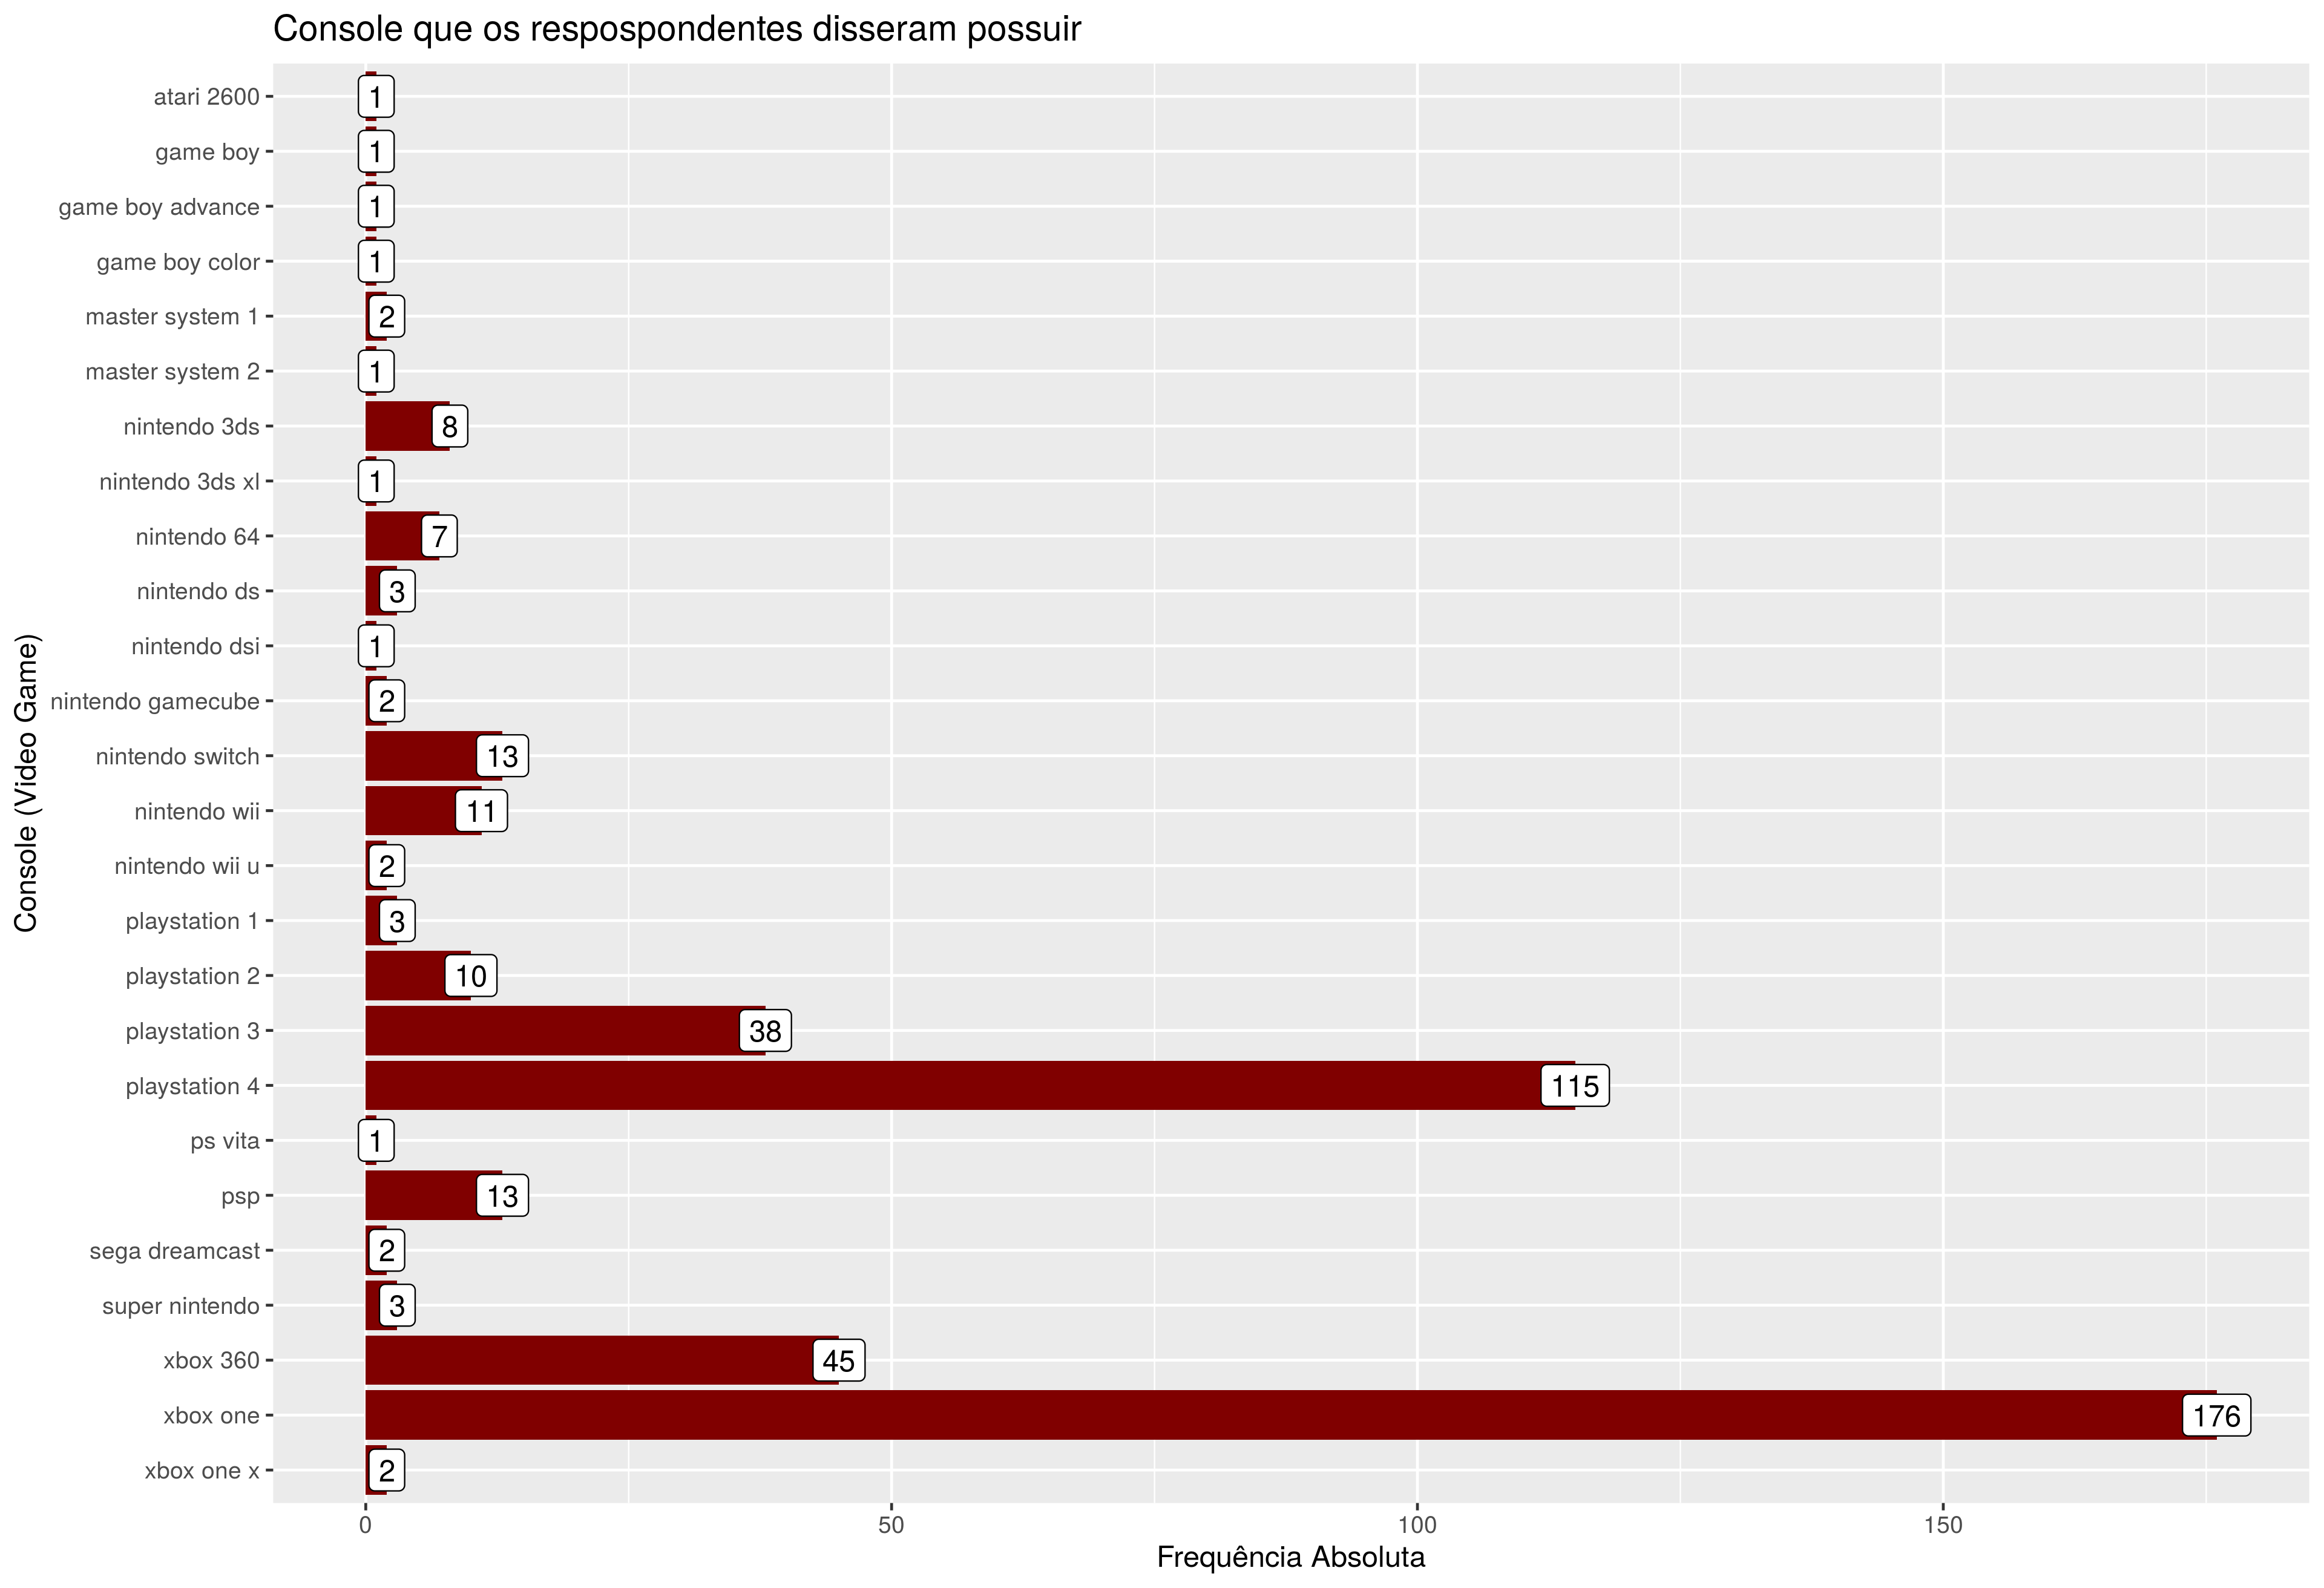 Console que os respospondentes disseram possuir
Console (Video Game)
atari 2600 1
game boy 1
game boy advance 1
game boy color 1
master system 1 2
master system 2 1
nintendo 3ds 8
nintendo 3ds xl 1
nintendo 64 7
nintendo ds 3
nintendo dsi 1
nintendo gamecube 2
nintendo switch 13
nintendo wii 11
nintendo wii u 2
playstation 1 3
playstation 2 10
playstation 3 38
playstation 4 115
ps vita 1
psp 13
sega dreamcast 2
super nintendo 3
xbox 360 45
xbox one 176
xbox one x 2
0 50 100 150
Frequência Absoluta